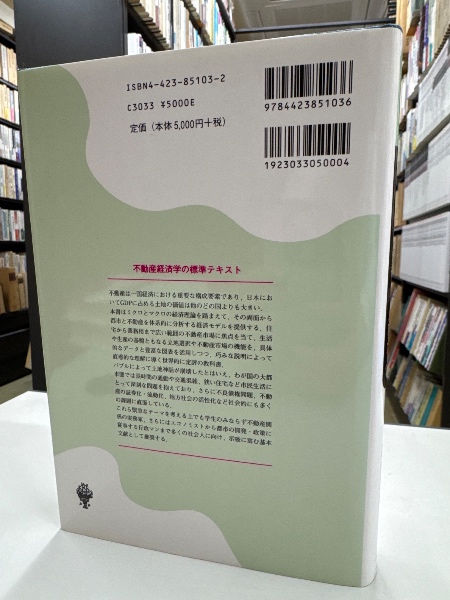 ISBN4-423-85103-2
C3033 ¥5000E
定価（本体5,000円+税）
9784423851036
1923033050004
不動産経済学の標準テキスト
不動産は一国経済における重要な構成要素であり，日本に
おいてGDPに占める土地の価値は他のどの国よりも大きい。
本書はミクロとマクロの経済理論を踏まえて，その両面から
都市と不動産を体系的に分析する経済モデルを提供する。住
宅から業務用まで広い範囲の不動産市場に焦点を当て，生活
や生産の基盤ともなる立地選択や不動産市場の機能を，具体
的なデータと豊富な図表を活用しつつ，巧みな説明によって
直感的な理解に導く世界的に定評の教科書。
バブルによって土地神話が崩壊したとはいえ，わが国の大都
市圏では長時間の通勤や交通混雑，狭い住宅など市民生活に
とって深刻な問題を抱えており，さらに不良債権問題，不動
産の証券化・流動化，地方社会の活性化など社会的にも多く
の課題に直面している。
これら緊要なテーマを考える上でも学生のみならず不動産関
係の実務家，さらにはエコノミストから都市の開発・政策に
従事する行政マンまで多くの社会人に向け，示唆に富む基本
文献として推奨する。